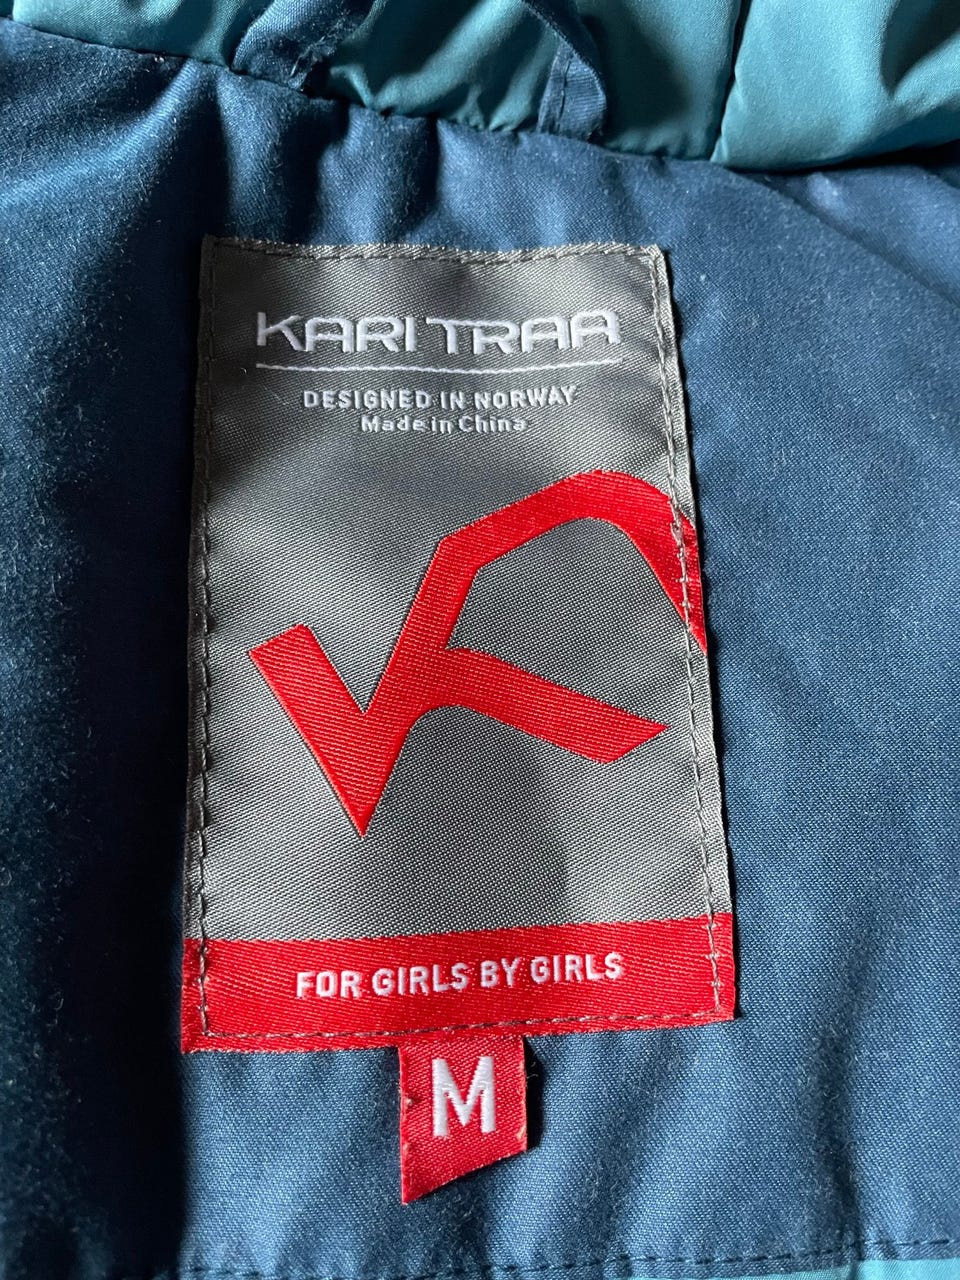 KARI TRAA
DESIGNED IN NORWAY
Made in China
FOR GIRLS BY GIRLS
M